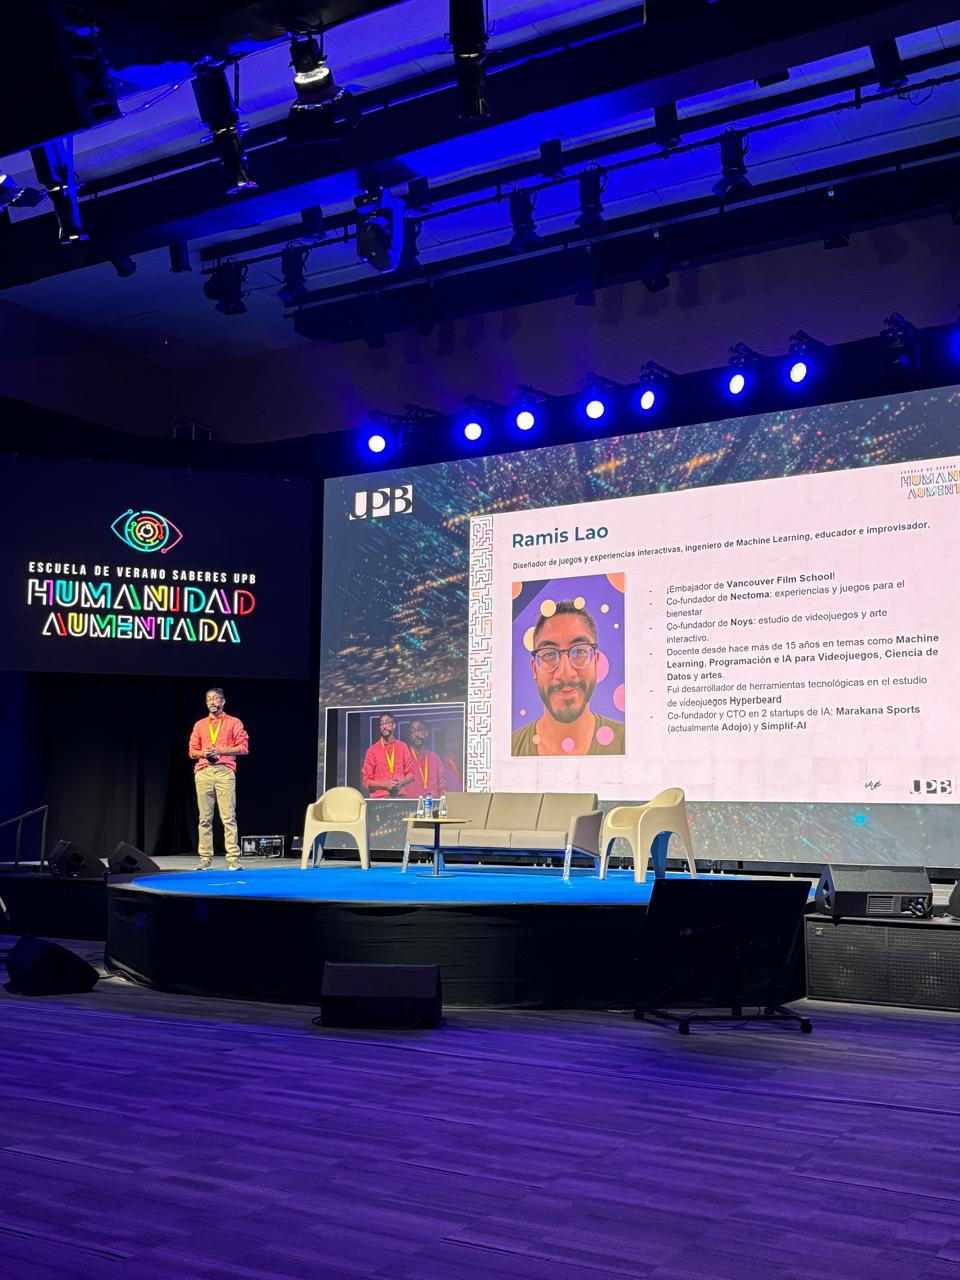 ESCUELA DE VERANO SABERES UPB
HUMANIDAD
AUMENTADA
UPB
ESCUELA DE VERANO
Ramis Lao
Diseñador de juegos y experiencias interactivas, ingeniero de Machine Learning, educador e improvisador.
- ¡Embajador de Vancouver Film School!
- Co-fundador de Nectoma: experiencias y juegos para el
bienestar
- Co-fundador de Noys: estudio de videojuegos y arte
interactivo.
- Docente desde hace más de 15 años en temas como Machine
Learning, Programación e IA para Videojuegos, Ciencia de
Datos y artes.
- Fui desarrollador de herramientas tecnológicas en el estudio
de videojuegos Hyperbeard
- Co-fundador y CTO en 2 startups de IA: Marakana Sports
(actualmente Adojo) y Simplif-AI
UPB